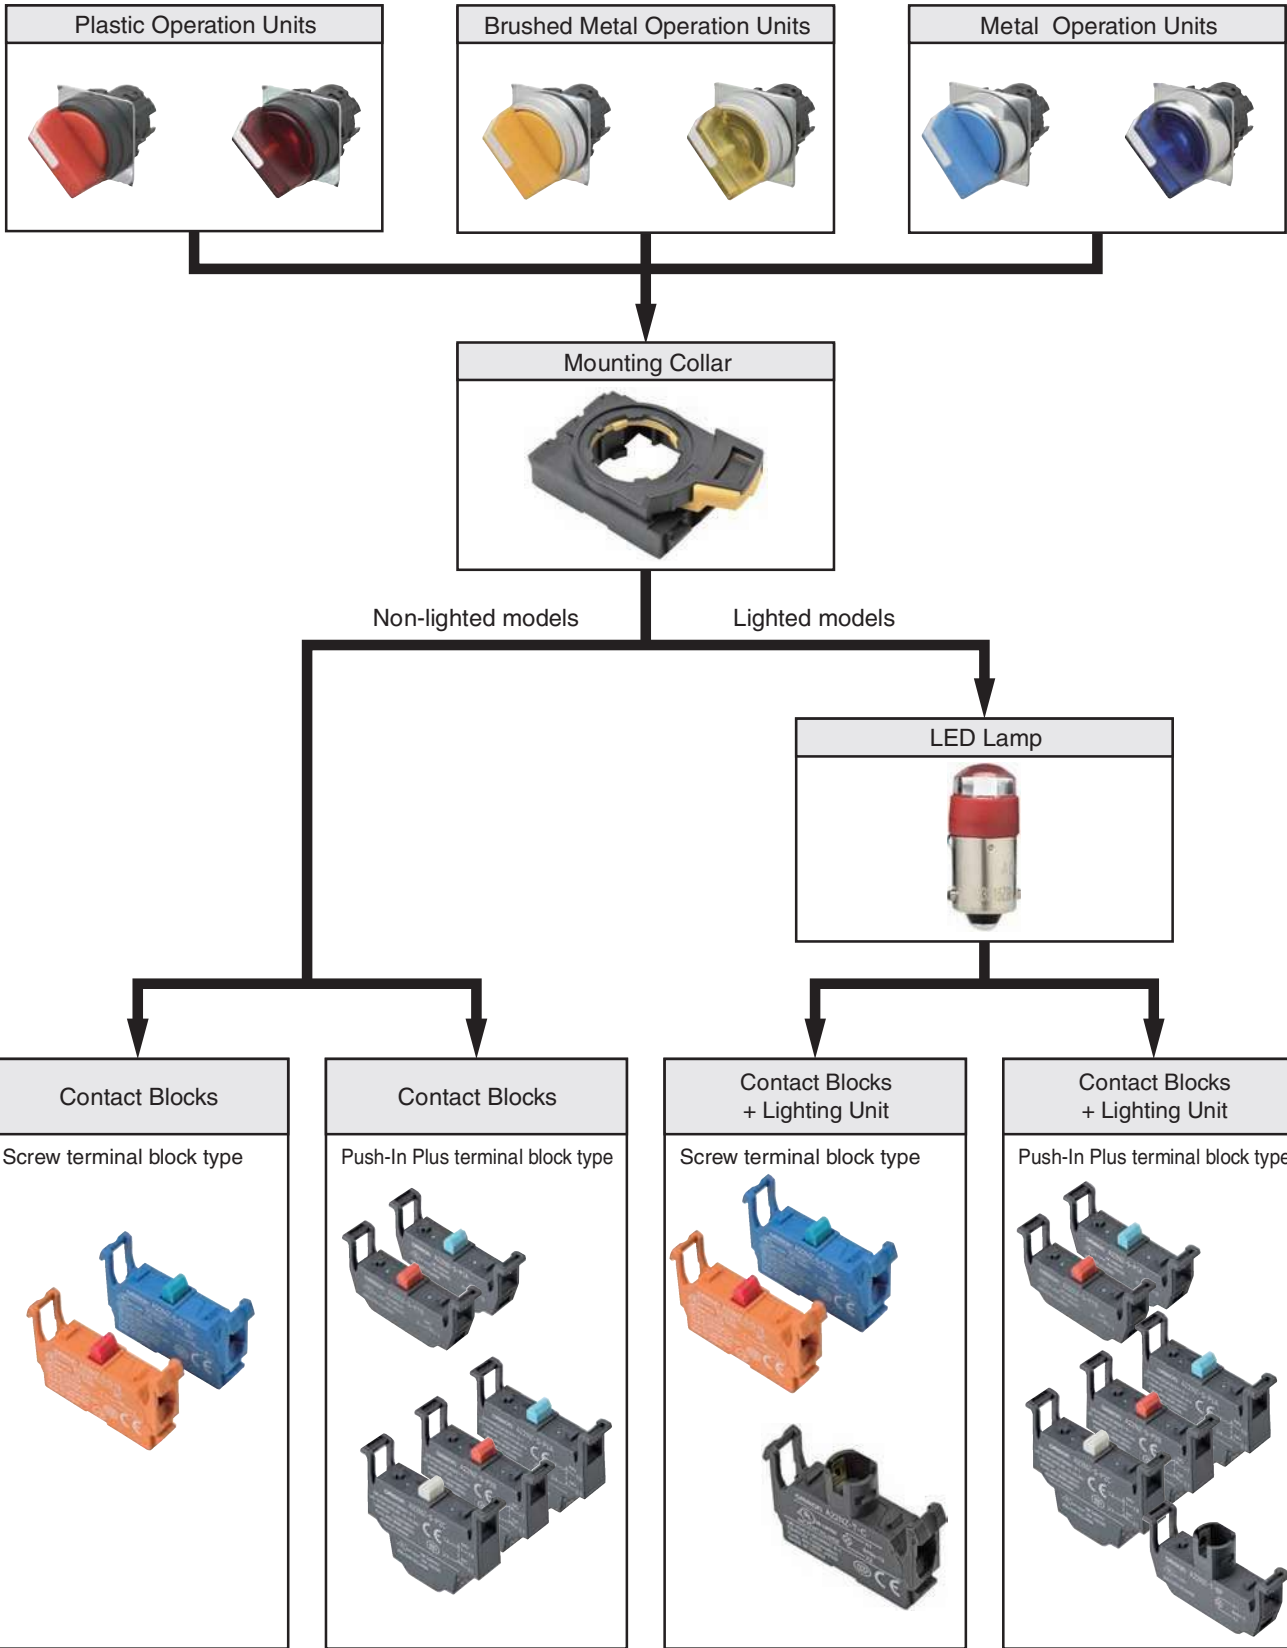 Plastic Operation Units
Brushed Metal Operation Units
Metal Operation Units
Mounting Collar
Non-lighted models
Lighted models
LED Lamp
Contact Blocks
Contact Blocks
Contact Blocks
+ Lighting Unit
Contact Blocks
+ Lighting Unit
Screw terminal block type
Push-In Plus terminal block type
Screw terminal block type
Push-In Plus terminal block type